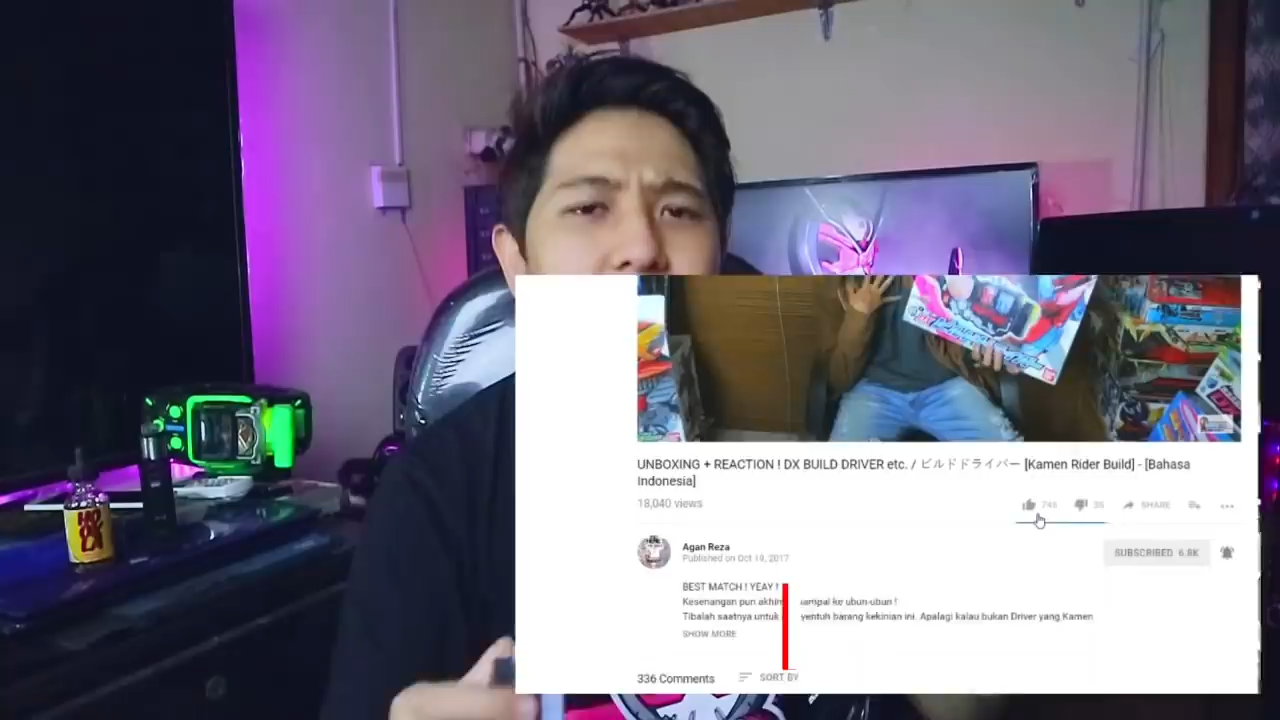 UNBOXING + REACTION ! DX BUILD DRIVER etc. / ビルドドライバー [Kamen Rider Build] - [Bahasa
Indonesia]
18,040 views
746
SHARE
Agan Reza
Published on Oct 19, 2017
SUBSCRIBED 6.8K
BEST MATCH ! YEAY !
Kesenangan pun akhir ampai ke ubun-ubun !
Tibalah saatnya untuk yentuh barang kekinian ini. Apalagi kalau bukan Driver yang Kamen
SHOW MORE
336 Comments
SORT BY